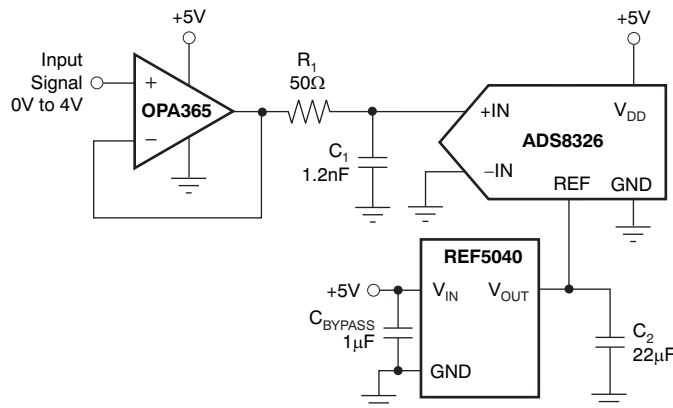 +5V
+5V
Input
Signal
0V to 4V
+
OPA365
−
R1
50Ω
C1
1.2nF
+IN
VDD
ADS8326
−IN
REF
GND
REF5040
+5V
VIN
VOUT
CBYPASS
1μF
GND
C2
22μF